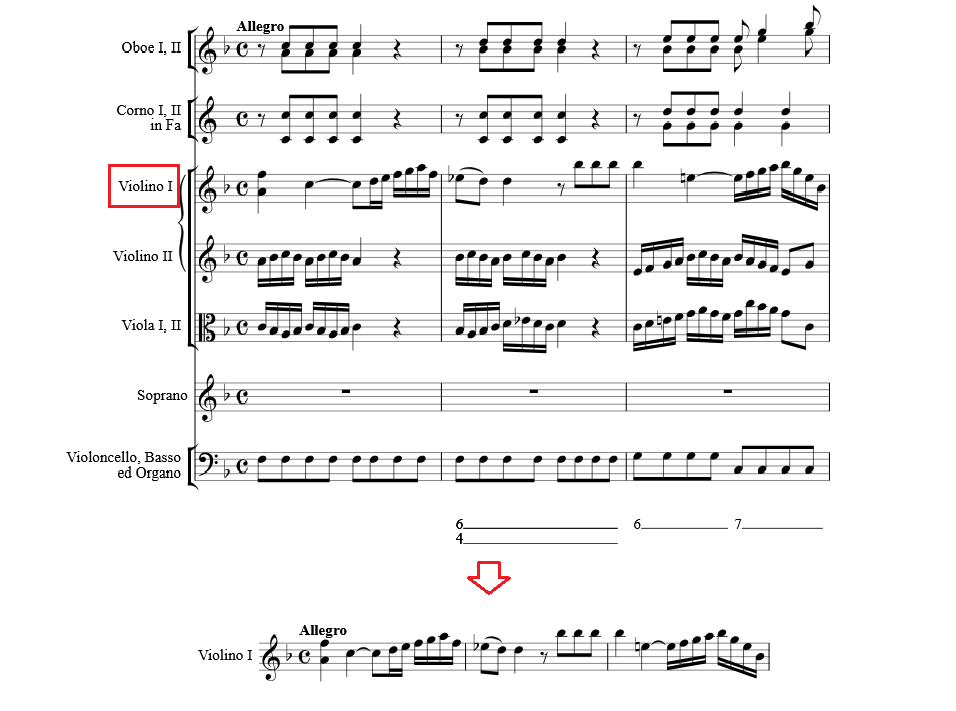 Allegro
Oboe I, II
Corno I, II
in Fa
Violino I
Violino II
Viola I, II
Soprano
Violoncello, Basso
ed Organo
6 6 7
4
Allegro
Violino I